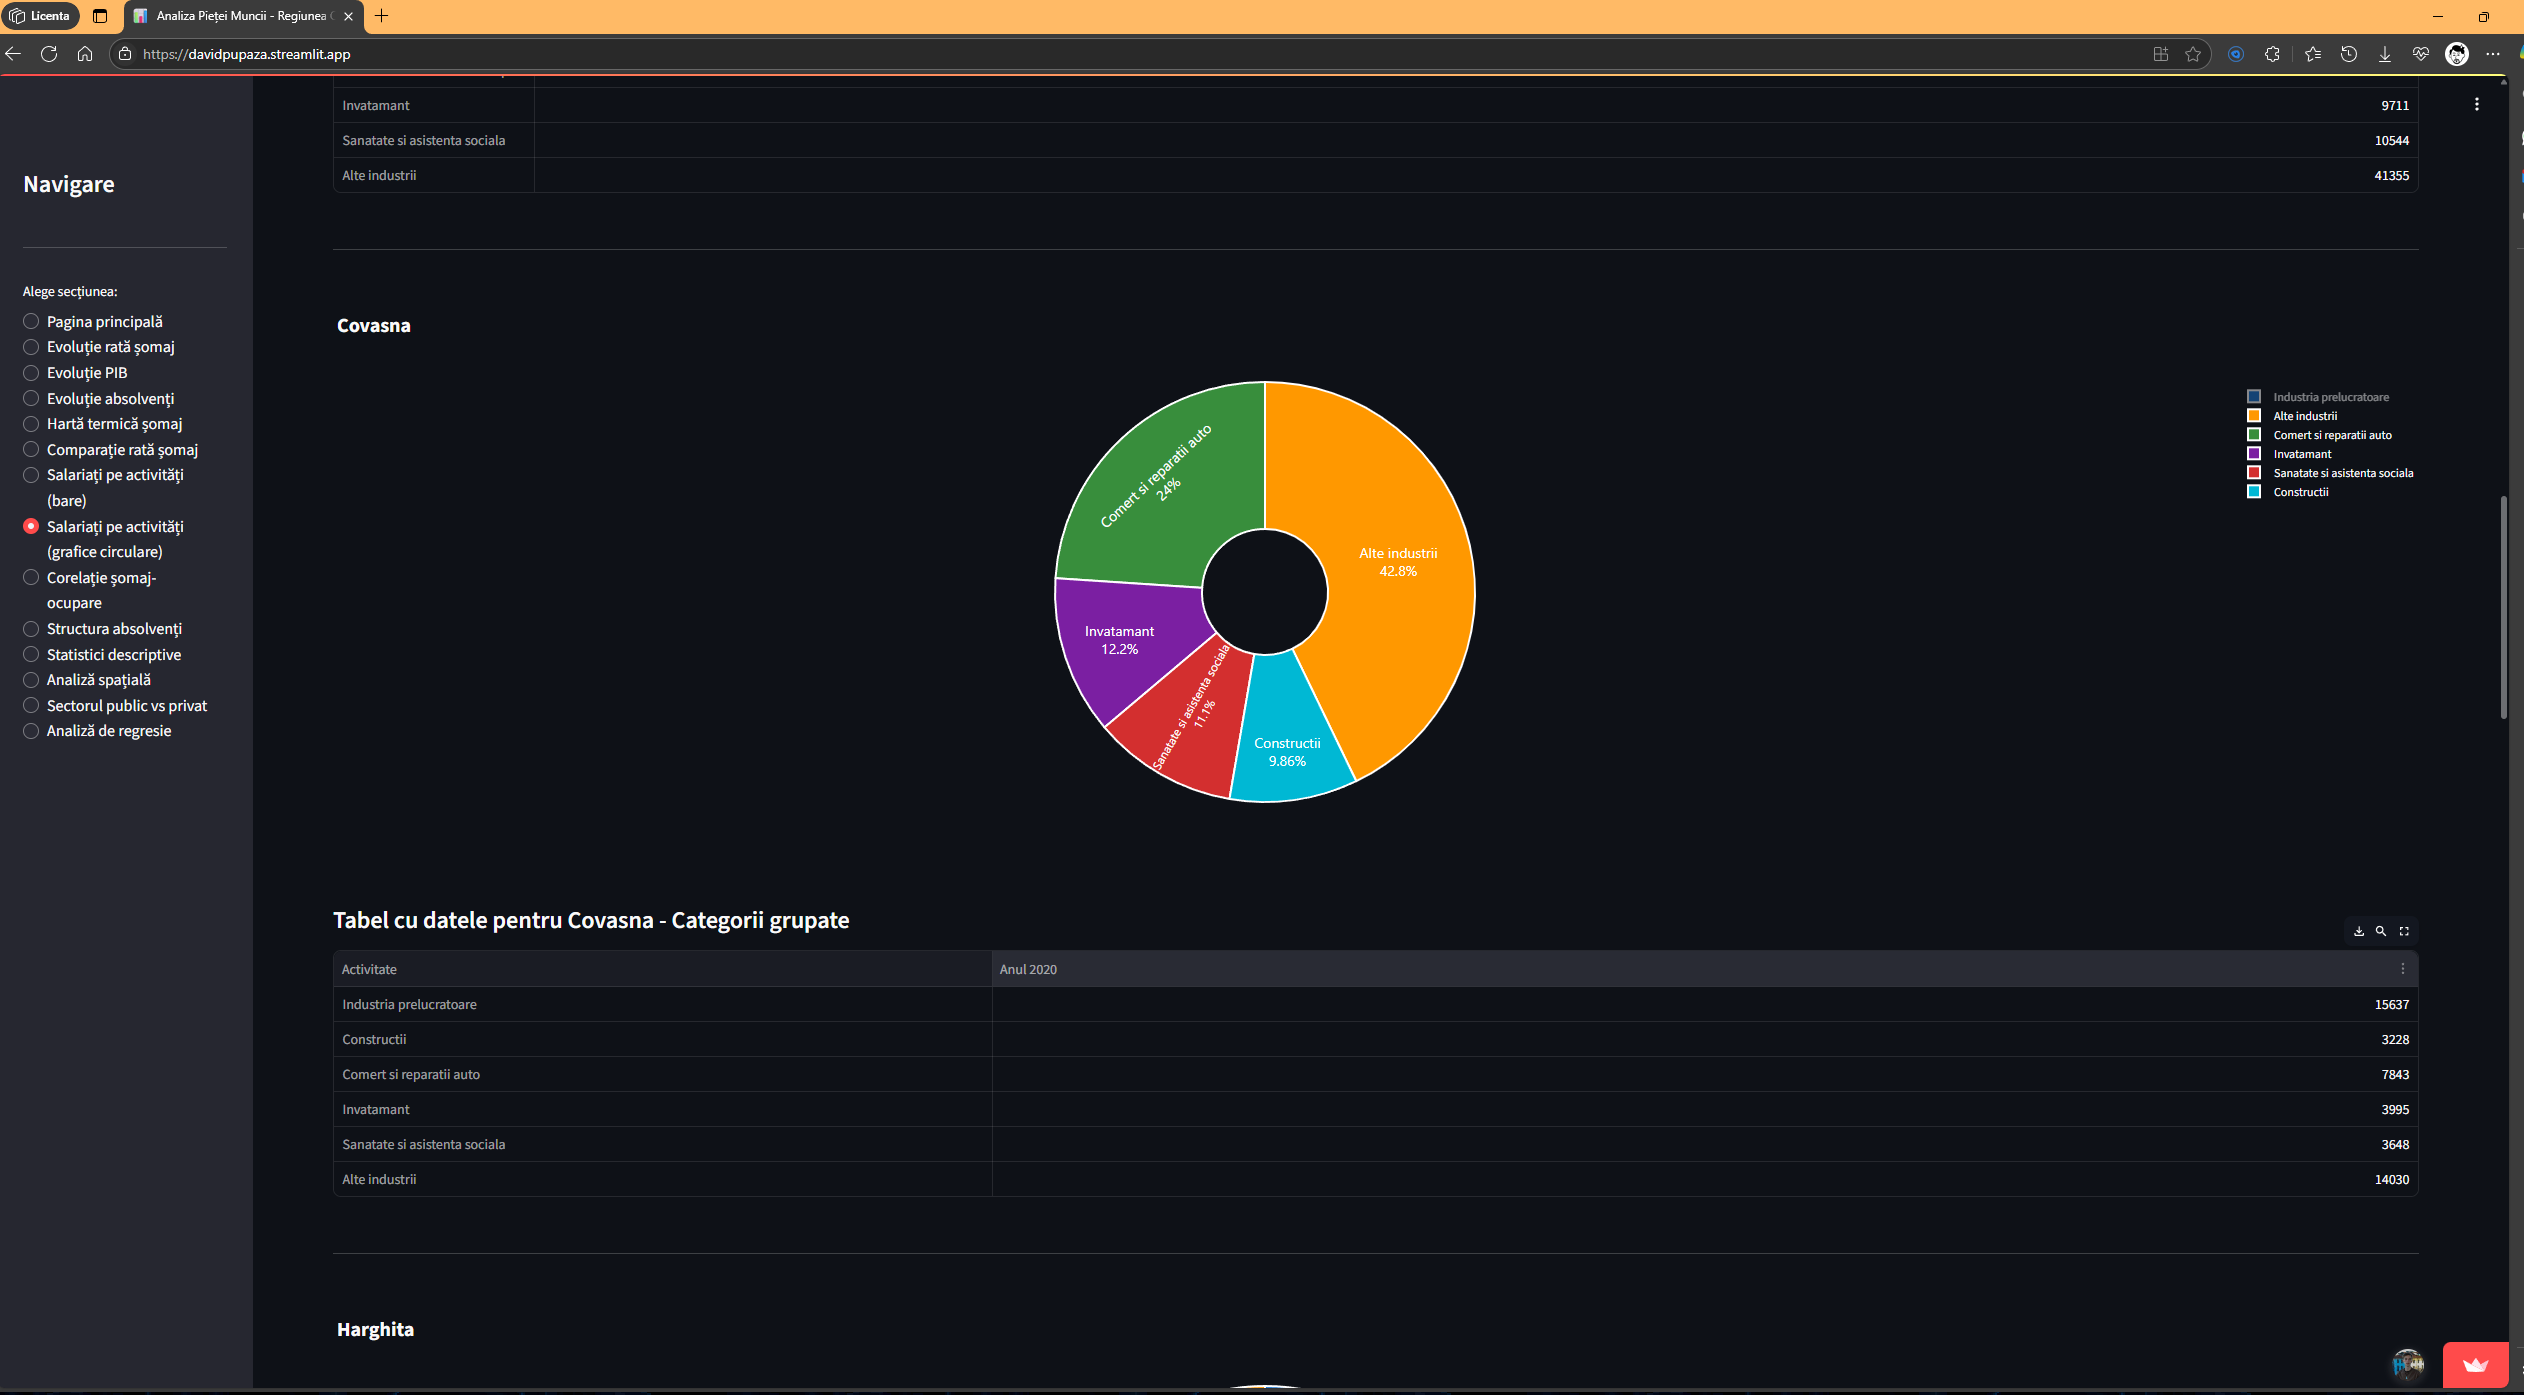 Licenta
Analiza Pieței Muncii - Regiunea
https://davidpupaza.streamlit.app
Navigare
Alege secțiunea:
Pagina principală
Evoluție rată șomaj
Evoluție PIB
Evoluție absolvenți
Hartă termică șomaj
Comparație rată șomaj
Salariați pe activități
(bare)
Salariați pe activități
(grafice circulare)
Corelație șomaj-
ocupare
Structura absolvenți
Statistici descriptive
Analiză spațială
Sectorul public vs privat
Analiză de regresie
Invatamant 9711
Sanatate si asistenta sociala 10544
Alte industrii 41355
Covasna
Comert si reparatii auto
24%
Alte industrii
42.8%
Invatamant
12.2%
Sanatate si asistenta sociala
11.1%
Constructii
9.86%
Industria prelucratoare
Alte industrii
Comert si reparatii auto
Invatamant
Sanatate si asistenta sociala
Constructii
Tabel cu datele pentru Covasna - Categorii grupate
Activitate Anul 2020
Industria prelucratoare 15637
Constructii 3228
Comert si reparatii auto 7843
Invatamant 3995
Sanatate si asistenta sociala 3648
Alte industrii 14030
Harghita